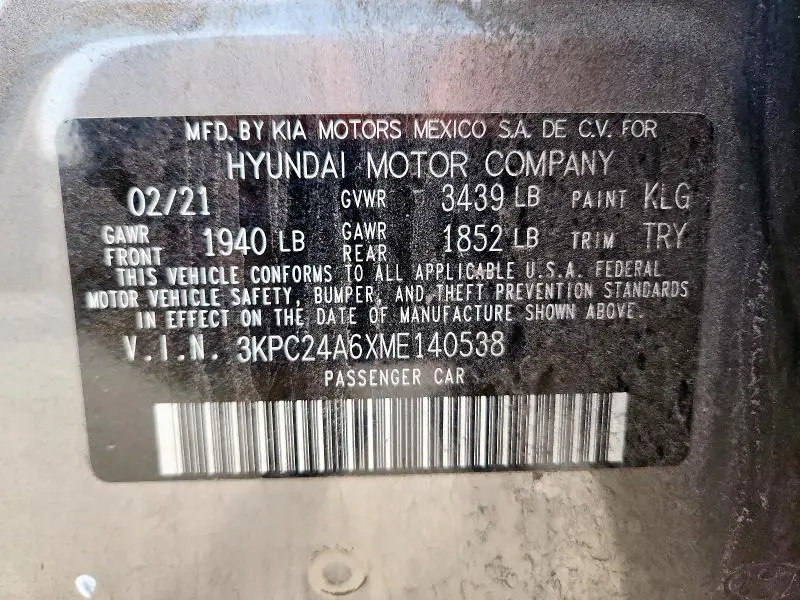 MFD. BY KIA MOTORS MEXICO S.A. DE C.V. FOR
HYUNDAI MOTOR COMPANY
02/21 GVWR 3439 LB PAINT KLG
GAWR FRONT 1940 LB GAWR REAR 1852 LB TRIM TRY
THIS VEHICLE CONFORMS TO ALL APPLICABLE U.S.A. FEDERAL
MOTOR VEHICLE SAFETY, BUMPER, AND THEFT PREVENTION STANDARDS
IN EFFECT ON THE DATE OF MANUFACTURE SHOWN ABOVE.
V.I.N. 3KPC24A6XME140538
PASSENGER CAR